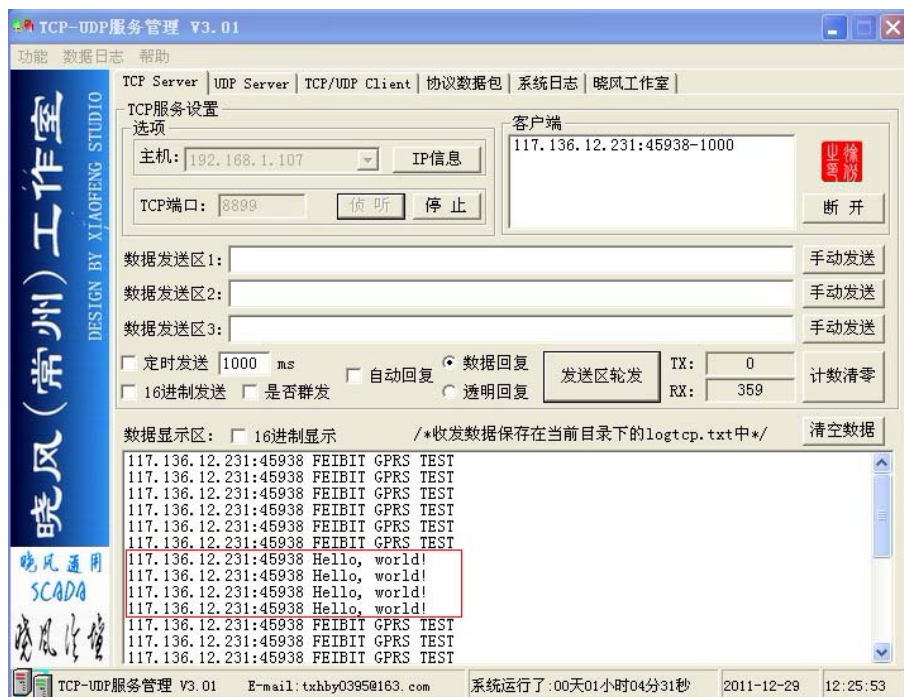 TCP-UDP服务管理 V3.01
功能 数据日志 帮助
晓风(常州)工作室
DESIGN BY XIAOFENG STUDIO
晓风通用
SCADA
晓风论坛
TCP Server UDP Server TCP/UDP Client 协议数据包 系统日志 晓风工作室
TCP服务设置
选项
主机: 192.168.1.107 IP信息
TCP端口: 8899 侦 听 停 止
客户端
117.136.12.231:45938-1000
断 开
数据发送区1: 手动发送
数据发送区2: 手动发送
数据发送区3: 手动发送
定时发送 1000 ms 自动回复 数据回复 发送区轮发 TX: 0 计数清零
16进制发送 是否群发 透明回复 RX: 359
数据显示区: 16进制显示 /*收发数据保存在当前目录下的logtcp.txt中*/ 清空数据
117.136.12.231:45938 FEIBIT GPRS TEST
117.136.12.231:45938 FEIBIT GPRS TEST
117.136.12.231:45938 FEIBIT GPRS TEST
117.136.12.231:45938 FEIBIT GPRS TEST
117.136.12.231:45938 FEIBIT GPRS TEST
117.136.12.231:45938 FEIBIT GPRS TEST
117.136.12.231:45938 Hello, world!
117.136.12.231:45938 Hello, world!
117.136.12.231:45938 Hello, world!
117.136.12.231:45938 Hello, world!
117.136.12.231:45938 FEIBIT GPRS TEST
117.136.12.231:45938 FEIBIT GPRS TEST
117.136.12.231:45938 FEIBIT GPRS TEST
TCP-UDP服务管理 V3.01 E-mail:txhby0395@163.com 系统运行了:00天01小时04分31秒 2011-12-29 12:25:53